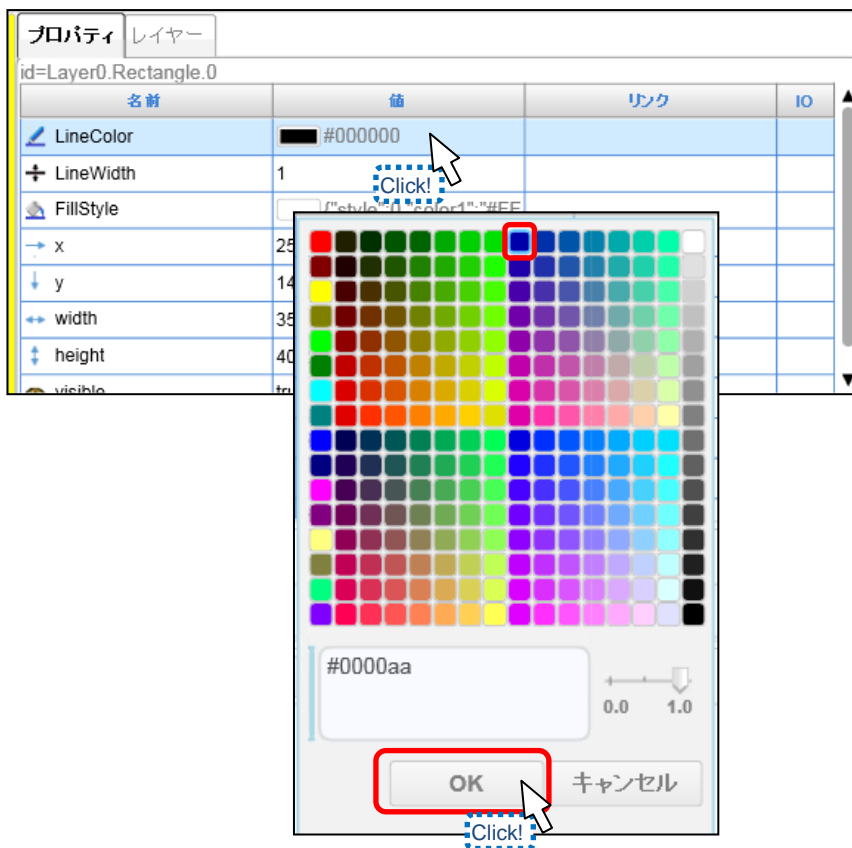 プロパティ レイヤー
id=Layer0.Rectangle.0
名前 値 リンク IO
LineColor #000000
LineWidth 1
Click!
FillStyle {"style":0,"color1":"#FF
x 25
y 14
width 35
height 40
visible tru
#0000aa
0.0 1.0
OK キャンセル
Click!